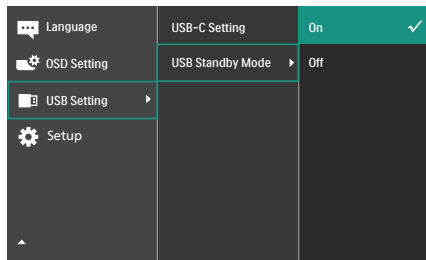 Language
OSD Setting
USB Setting
Setup
USB-C Setting
USB Standby Mode
On
Off